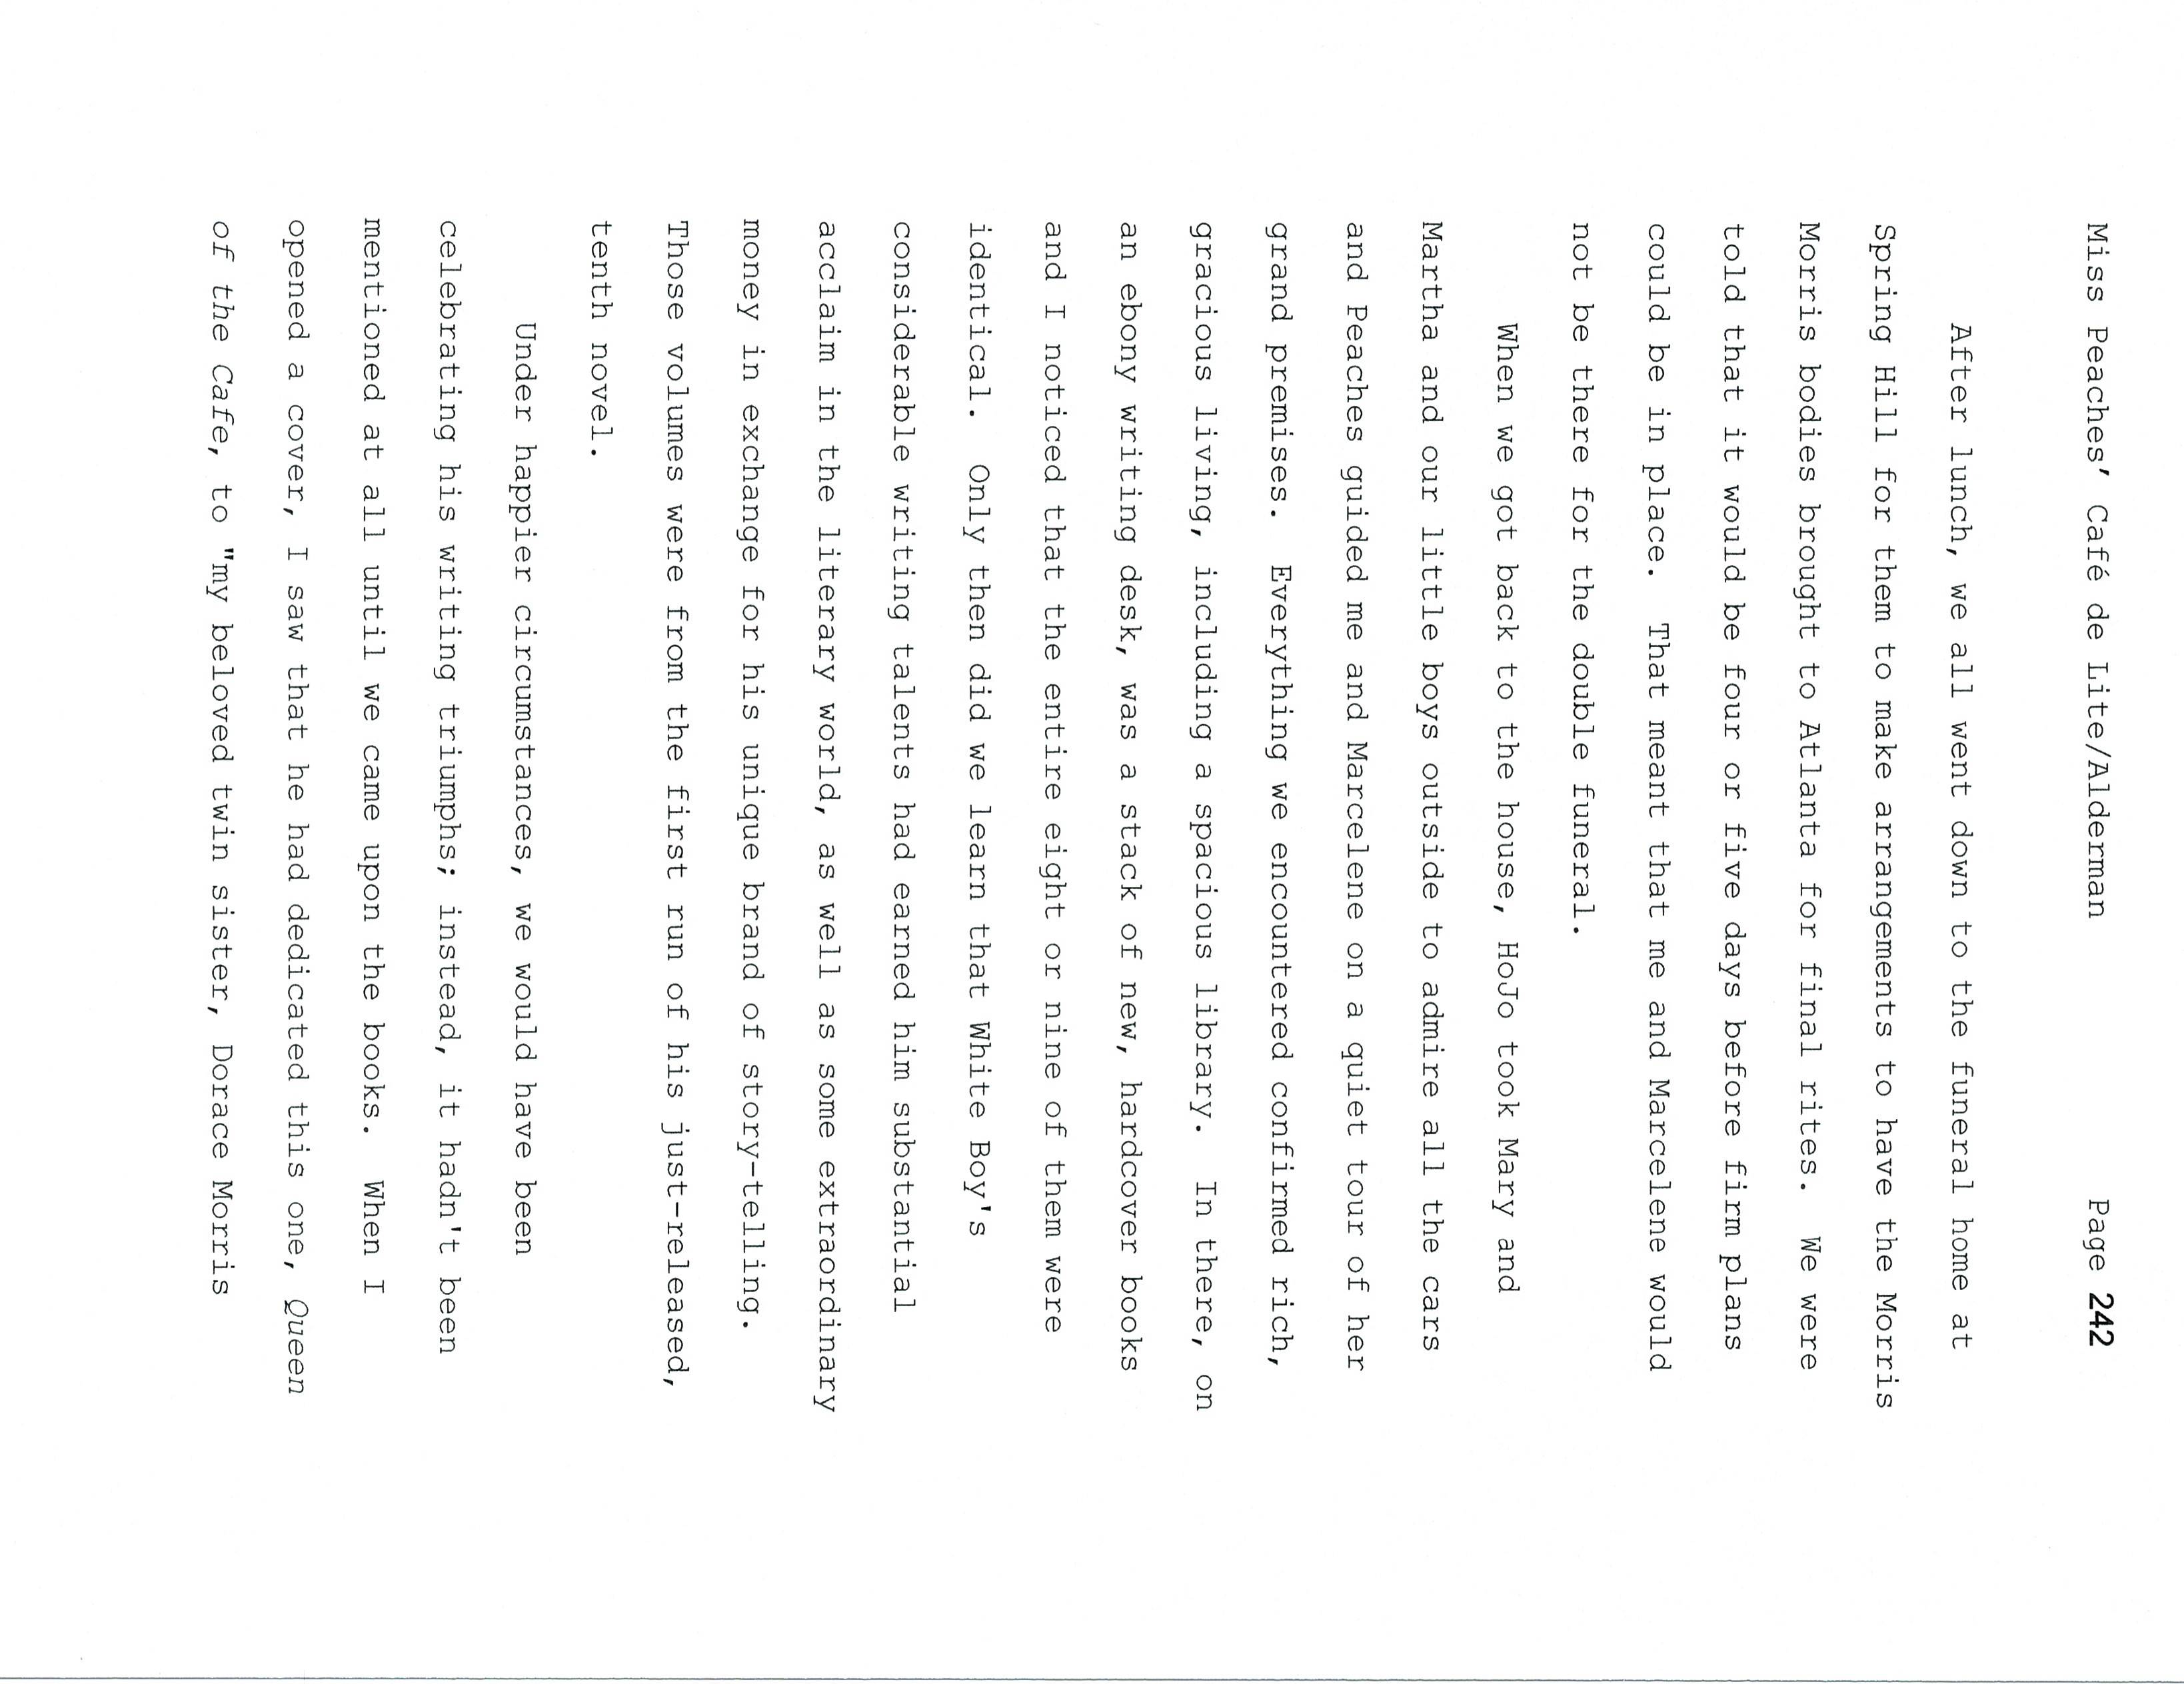 Miss Peaches’ Café de Lite/Alderman Page 242
After lunch, we all went down to the funeral home at
Spring Hill for them to make arrangements to have the Morris
Morris bodies brought to Atlanta for final rites.  We were
told that it would be four or five days before firm plans
could be in place.  That meant that me and Marcelene would
not be there for the double funeral.
When we got back to the house, HoJo took Mary and
Martha and our little boys outside to admire all the cars
and Peaches guided me and Marcelene on a quiet tour of her
grand premises.  Everything we encountered confirmed rich,
gracious living, including a spacious library.  In there, on
an ebony writing desk, was a stack of new, hardcover books
and I noticed that the entire eight or nine of them were
identical.  Only then did we learn that White Boy's
considerable writing talents had earned him substantial
acclaim in the literary world, as well as some extraordinary
money in exchange for his unique brand of story-telling.
Those volumes were from the first run of his just-released,
tenth novel.
Under happier circumstances, we would have been
celebrating his writing triumphs; instead, it hadn't been
mentioned at all until we came upon the books.  When I
opened a cover, I saw that he had dedicated this one, Queen
of the Cafe, to "my beloved twin sister, Dorace Morris